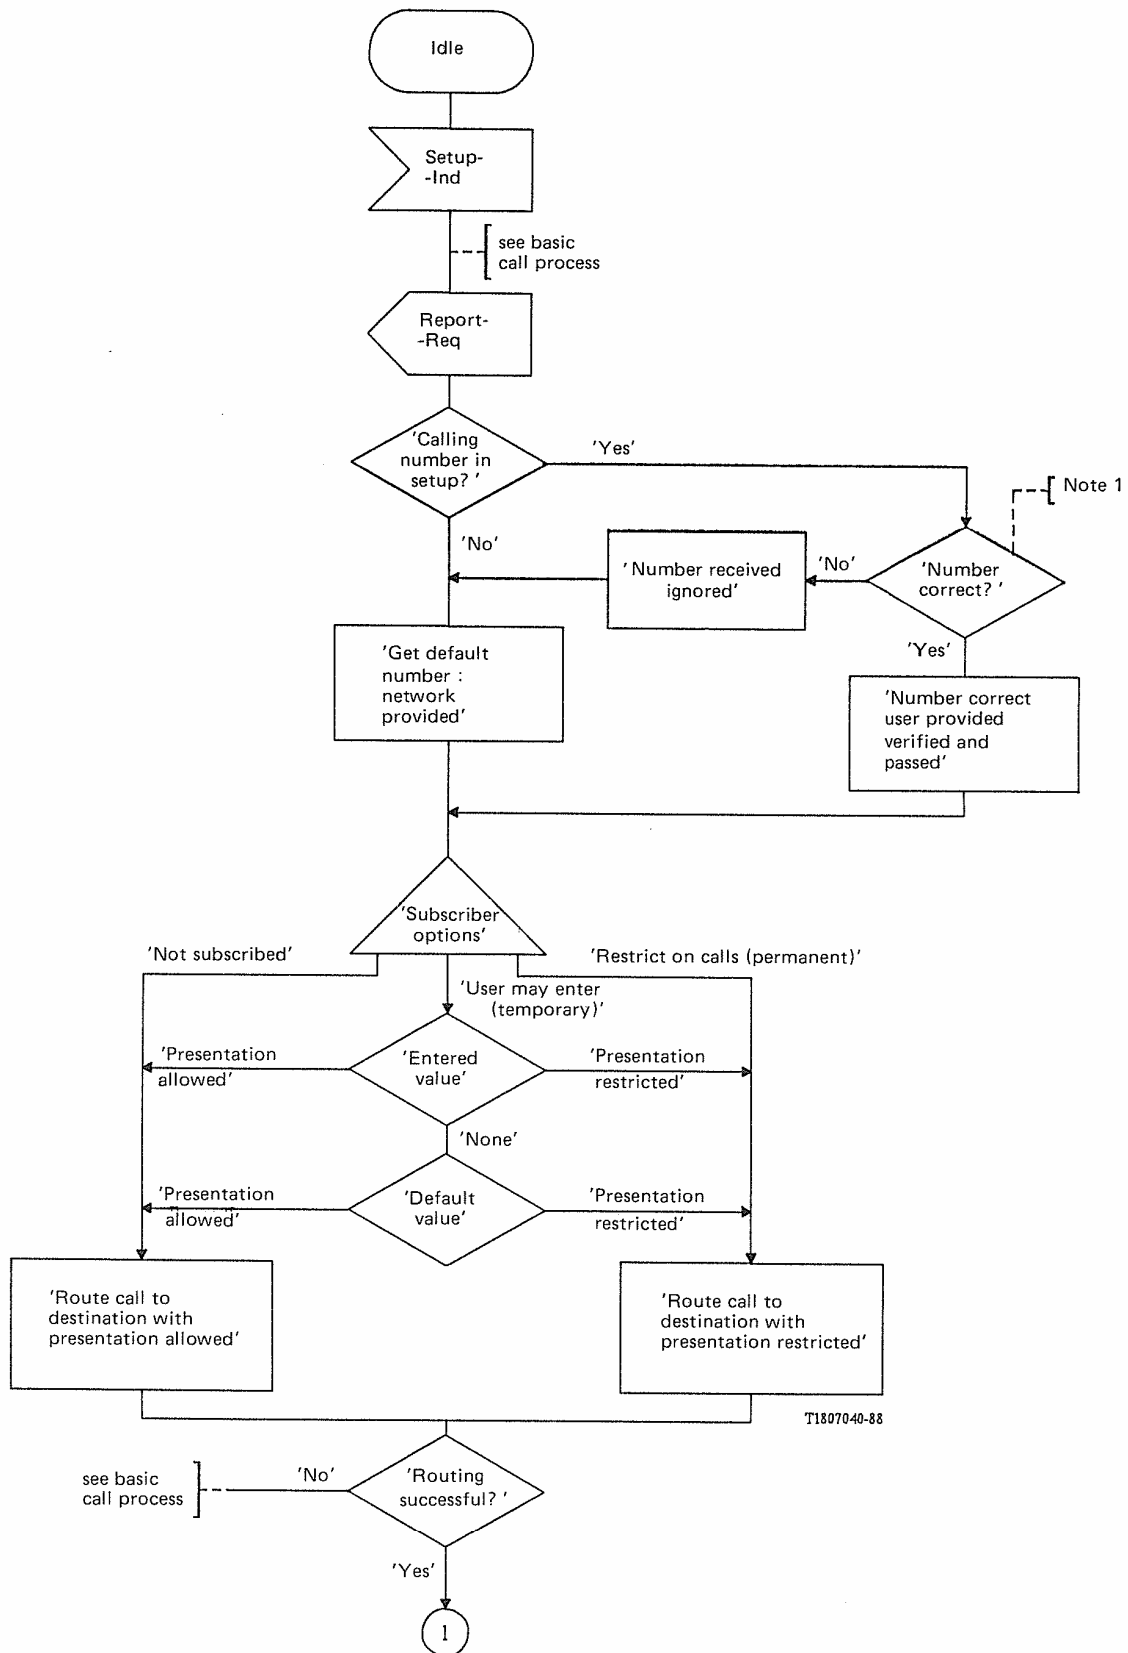 Idle
Setup-
-Ind
see basic
call process
Report-
-Req
'Calling
number in
setup? '
'Yes'
Note 1
'No'
' Number received
ignored'
'No'
'Number
correct? '
'Get default
number :
network
provided'
'Yes'
'Number correct
user provided
verified and
passed'
'Subscriber
options'
'Not subscribed'
'Restrict on calls (permanent)'
'User may enter
(temporary)'
'Presentation
allowed'
'Entered
value'
'Presentation
restricted'
'None'
'Presentation
allowed'
'Default
value'
'Presentation
restricted'
'Route call to
destination with
presentation allowed'
'Route call to
destination with
presentation restricted'
T1807040-88
see basic
call process
'No'
'Routing
successful? '
'Yes'
1